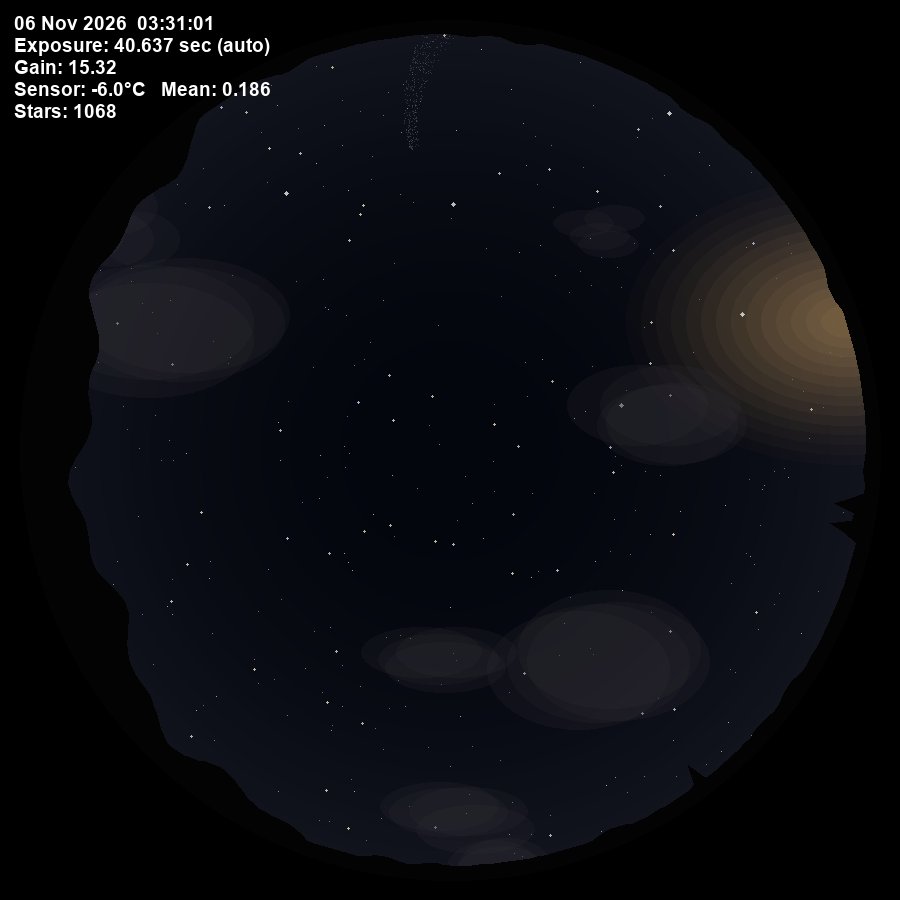 06 Nov 2026  03:31:01
Exposure: 40.637 sec (auto)
Gain: 15.32
Sensor: -6.0°C   Mean: 0.186
Stars: 1068